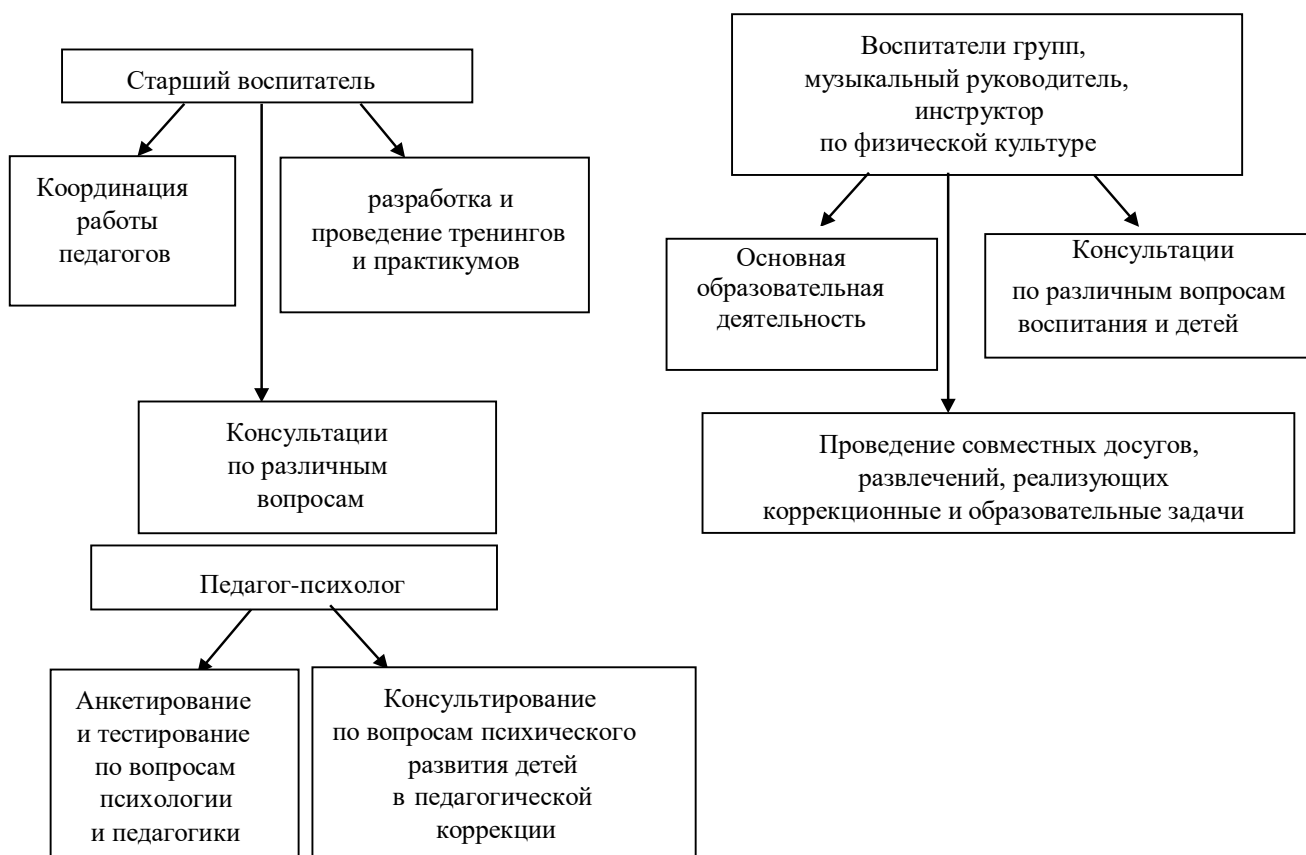 Старший воспитатель
Координация
работы
педагогов
разработка и
проведение тренингов
и практикумов
Консультации
по различным
вопросам
Педагог-психолог
Анкетирование
и тестирование
по вопросам
психологии
и педагогики
Консультирование
по вопросам психического
развития детей
в педагогической
коррекции
Воспитатели групп,
музыкальный руководитель,
инструктор
по физической культуре
Основная
образовательная
деятельность
Консультации
по различным вопросам
воспитания и детей
Проведение совместных досугов,
развлечений, реализующих
коррекционные и образовательные задачи